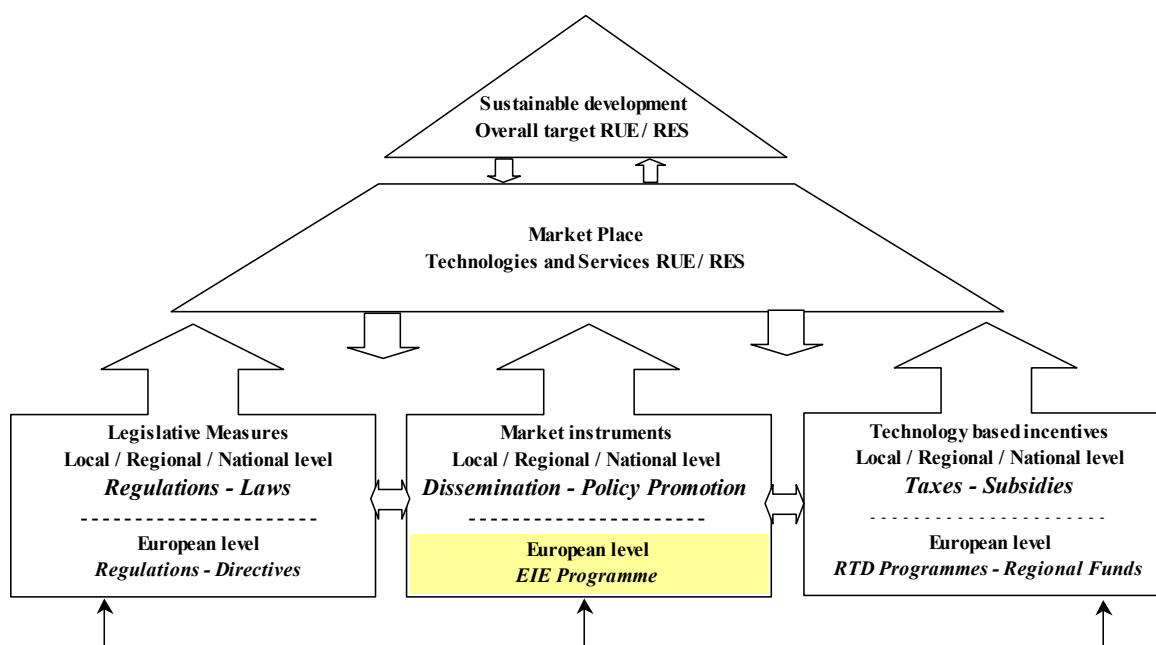 Sustainable development
Overall target RUE / RES
Market Place
Technologies and Services RUE / RES
Legislative Measures
Local / Regional / National level
Regulations - Laws
European level
Regulations - Directives
Market instruments
Local / Regional / National level
Dissemination - Policy Promotion
European level
EIE Programme
Technology based incentives
Local / Regional / National level
Taxes - Subsidies
European level
RTD Programmes - Regional Funds